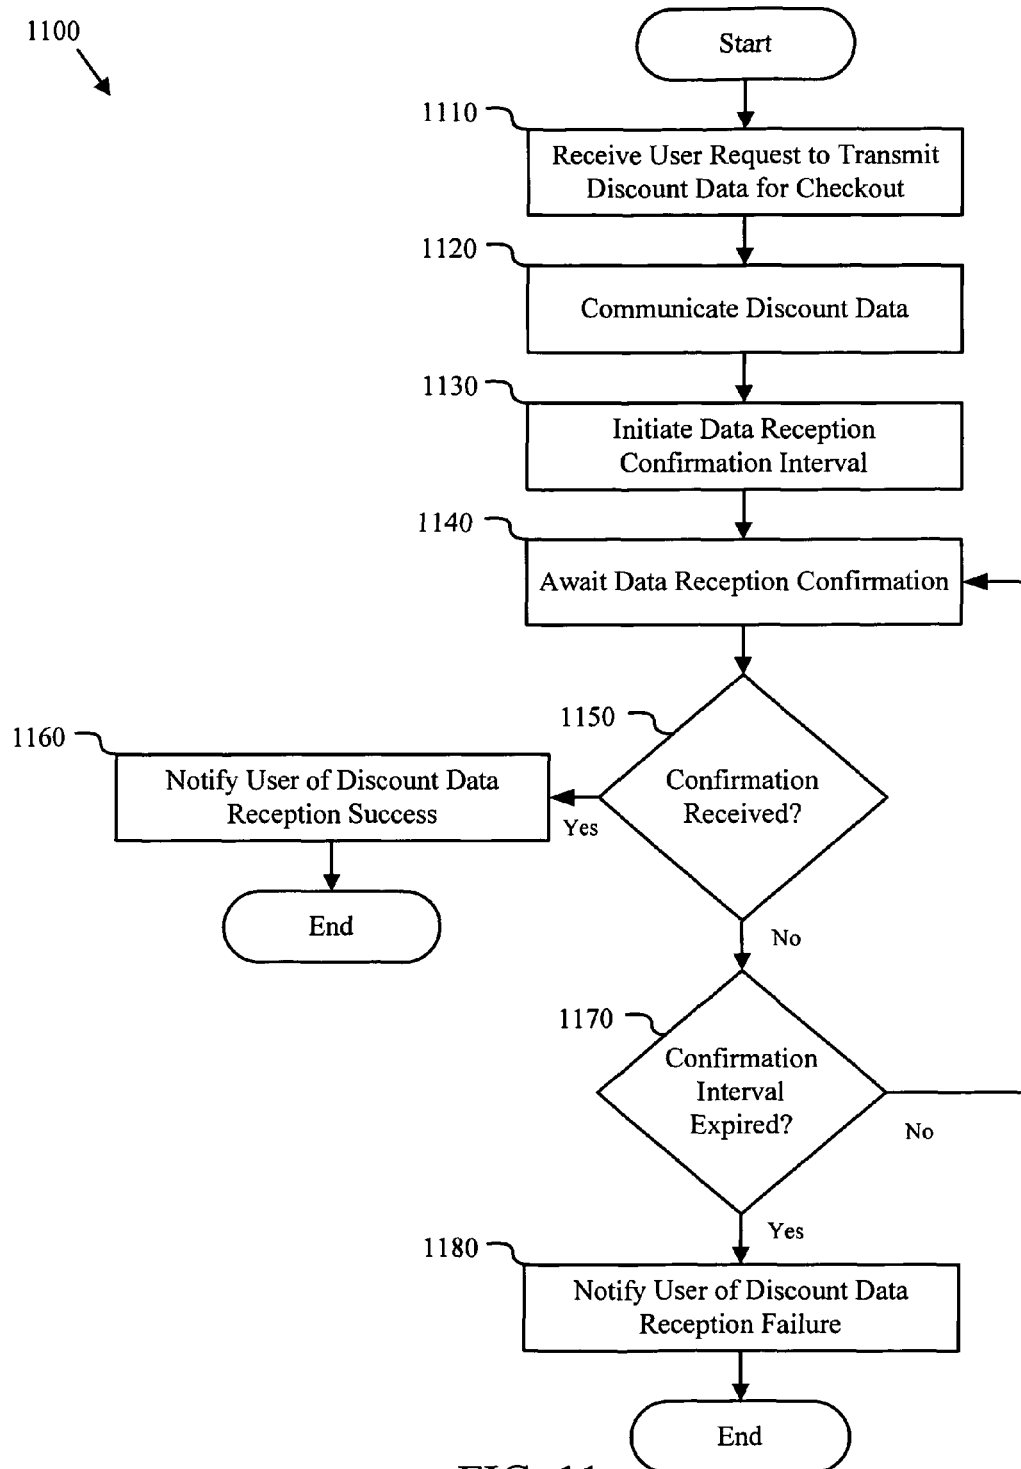 1100
Start
1110
Receive User Request to Transmit
Discount Data for Checkout
1120
Communicate Discount Data
1130
Initiate Data Reception
Confirmation Interval
1140
Await Data Reception Confirmation
1150
Confirmation
Received?
Yes
1160
Notify User of Discount Data
Reception Success
End
No
1170
Confirmation
Interval
Expired?
No
Yes
1180
Notify User of Discount Data
Reception Failure
End
FIG. 11